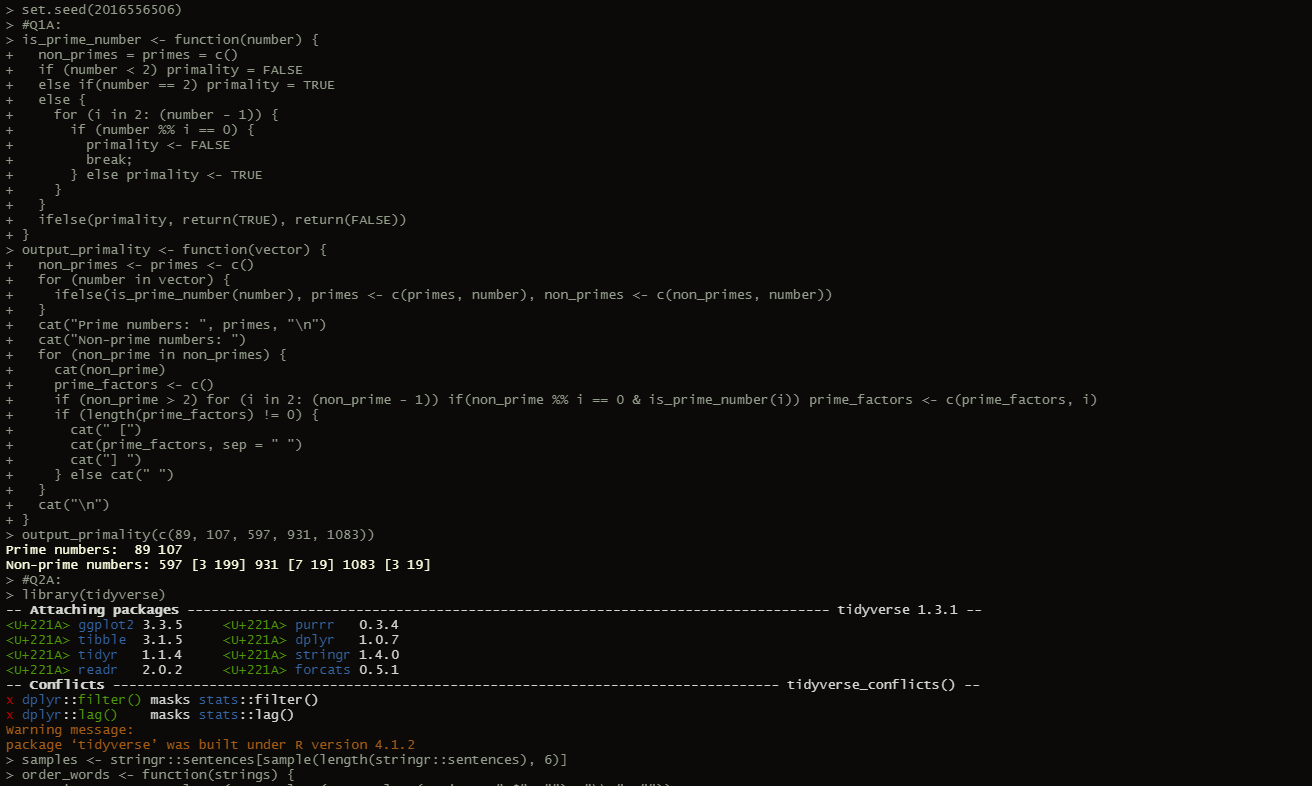 > set.seed(2016556506)
> #Q1A:
> is_prime_number <- function(number) {
+   non_primes = primes = c()
+   if (number < 2) primality = FALSE
+   else if(number == 2) primality = TRUE
+   else {
+     for (i in 2: (number - 1)) {
+       if (number %% i == 0) {
+         primality <- FALSE
+         break;
+       } else primality <- TRUE
+     }
+   }
+   ifelse(primality, return(TRUE), return(FALSE))
+ }
> output_primality <- function(vector) {
+   non_primes <- primes <- c()
+   for (number in vector) {
+     ifelse(is_prime_number(number), primes <- c(primes, number), non_primes <- c(non_primes, number))
+   }
+   cat("Prime numbers: ", primes, "\n")
+   cat("Non-prime numbers: ")
+   for (non_prime in non_primes) {
+     cat(non_prime)
+     prime_factors <- c()
+     if (non_prime > 2) for (i in 2: (non_prime - 1)) if(non_prime %% i == 0 & is_prime_number(i)) prime_factors <- c(prime_factors, i)
+     if (length(prime_factors) != 0) {
+       cat(" [")
+       cat(prime_factors, sep = " ")
+       cat("] ")
+     } else cat(" ")
+   }
+   cat("\n")
+ }
> output_primality(c(89, 107, 597, 931, 1083))
Prime numbers:  89 107
Non-prime numbers: 597 [3 199] 931 [7 19] 1083 [3 19]
> #Q2A:
> library(tidyverse)
-- Attaching packages -------------------------------------------------------------------------------- tidyverse 1.3.1 --
<U+221A> ggplot2 3.3.5     <U+221A> purrr   0.3.4
<U+221A> tibble  3.1.5     <U+221A> dplyr   1.0.7
<U+221A> tidyr   1.1.4     <U+221A> stringr 1.4.0
<U+221A> readr   2.0.2     <U+221A> forcats 0.5.1
-- Conflicts ----------------------------------------------------------------------------------- tidyverse_conflicts() --
x dplyr::filter() masks stats::filter()
x dplyr::lag()    masks stats::lag()
Warning message:
package ‘tidyverse’ was built under R version 4.1.2
> samples <- stringr::sentences[sample(length(stringr::sentences), 6)]
> order_words <- function(strings) {